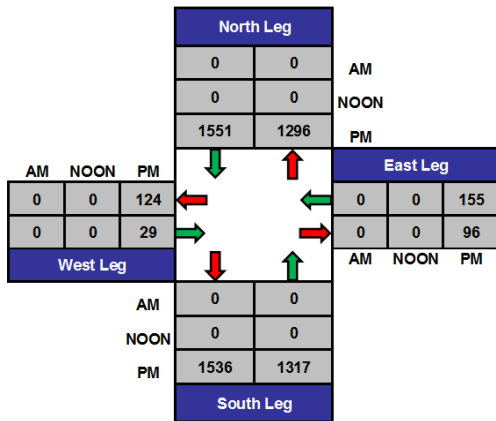 North Leg
0 0
AM
0 0
NOON
1551 1296
PM
AM NOON PM
East Leg
0 0 124
0 0 155
0 0 29
0 0 96
West Leg
AM NOON PM
0 0
AM
0 0
NOON
1536 1317
PM
South Leg